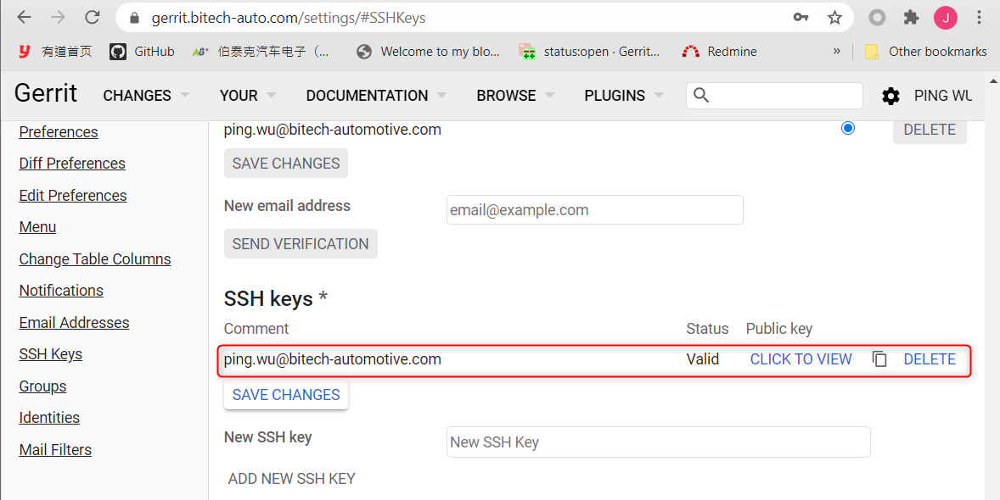 gerrit.bitech-auto.com/settings/#SSHKeys
J
有道首页 GitHub 伯泰克汽车电子（... Welcome to my blo... status:open · Gerrit... Redmine » Other bookmarks
Gerrit CHANGES YOUR DOCUMENTATION BROWSE PLUGINS PING WU
Preferences
Diff Preferences
Edit Preferences
Menu
Change Table Columns
Notifications
Email Addresses
SSH Keys
Groups
Identities
Mail Filters
ping.wu@bitech-automotive.com DELETE
SAVE CHANGES
New email address email@example.com
SEND VERIFICATION
SSH keys *
Comment Status Public key
ping.wu@bitech-automotive.com Valid CLICK TO VIEW DELETE
SAVE CHANGES
New SSH key New SSH Key
ADD NEW SSH KEY